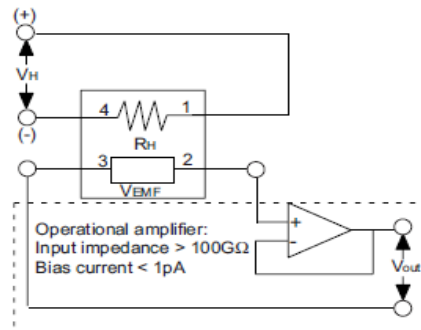 (+)
VH
(-)
4 1
RH
3 2
VEMF
+
-
Operational amplifier:
Input impedance > 100GΩ
Bias current < 1pA
Vout